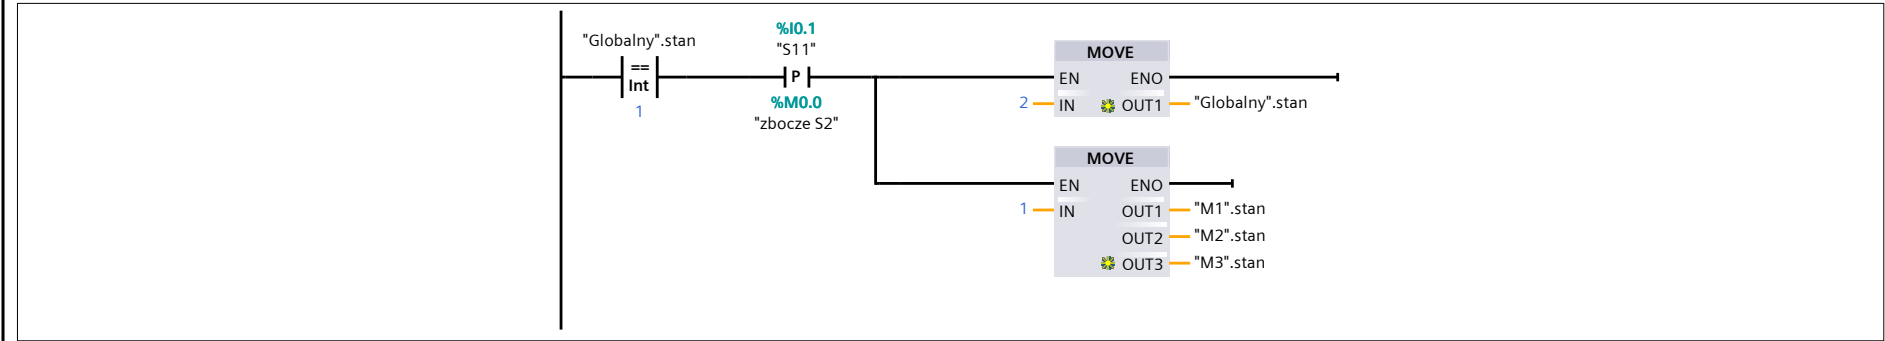 "Globalny".stan
==
Int
1
%I0.1
"S11"
P
%M0.0
"zbocze S2"
MOVE
EN ENO
2 IN OUT1 "Globalny".stan
MOVE
EN ENO
1 IN OUT1 "M1".stan
OUT2 "M2".stan
OUT3 "M3".stan